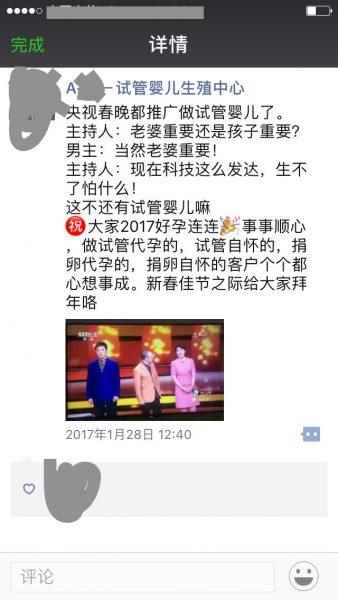 完成
详情
A
试管婴儿生殖中心
央视春晚都推广做试管婴儿了。
主持人：老婆重要还是孩子重要?
男主：当然老婆重要！
主持人：现在科技这么发达，生不
了怕什么！
这不还有试管婴儿嘛
㊗大家2017好孕连连🎉事事顺心
，做试管代孕的，试管自怀的，捐
卵代孕的，捐卵自怀的客户个个都
心想事成。新春佳节之际给大家拜
年咯
CCTV-1
2017年1月28日 12:40
评论